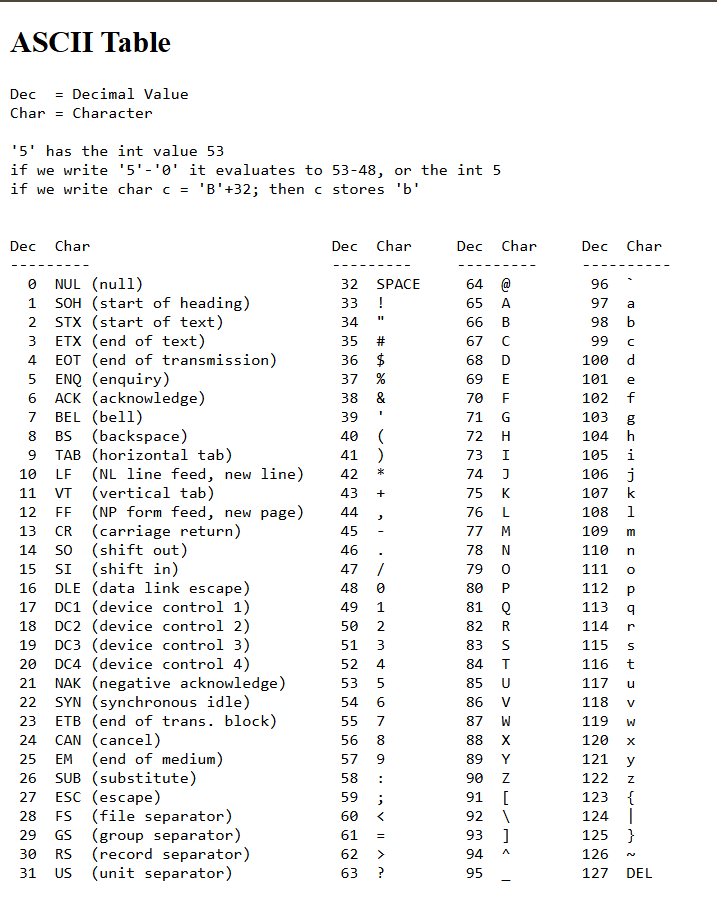 ASCII Table
Dec  = Decimal Value
Char = Character
'5' has the int value 53
if we write '5'-'0' it evaluates to 53-48, or the int 5
if we write char c = 'B'+32; then c stores 'b'
Dec  Char                           Dec  Char     Dec  Char     Dec  Char
---------                           ---------     ---------     ----------
  0  NUL (null)                      32  SPACE     64  @         96  `
  1  SOH (start of heading)          33  !         65  A         97  a
  2  STX (start of text)             34  "         66  B         98  b
  3  ETX (end of text)               35  #         67  C         99  c
  4  EOT (end of transmission)       36  $         68  D        100  d
  5  ENQ (enquiry)                   37  %         69  E        101  e
  6  ACK (acknowledge)               38  &         70  F        102  f
  7  BEL (bell)                      39  '         71  G        103  g
  8  BS  (backspace)                 40  (         72  H        104  h
  9  TAB (horizontal tab)            41  )         73  I        105  i
 10  LF  (NL line feed, new line)    42  *         74  J        106  j
 11  VT  (vertical tab)              43  +         75  K        107  k
 12  FF  (NP form feed, new page)    44  ,         76  L        108  l
 13  CR  (carriage return)           45  -         77  M        109  m
 14  SO  (shift out)                 46  .         78  N        110  n
 15  SI  (shift in)                  47  /         79  O        111  o
 16  DLE (data link escape)          48  0         80  P        112  p
 17  DC1 (device control 1)          49  1         81  Q        113  q
 18  DC2 (device control 2)          50  2         82  R        114  r
 19  DC3 (device control 3)          51  3         83  S        115  s
 20  DC4 (device control 4)          52  4         84  T        116  t
 21  NAK (negative acknowledge)      53  5         85  U        117  u
 22  SYN (synchronous idle)          54  6         86  V        118  v
 23  ETB (end of trans. block)       55  7         87  W        119  w
 24  CAN (cancel)                    56  8         88  X        120  x
 25  EM  (end of medium)             57  9         89  Y        121  y
 26  SUB (substitute)                58  :         90  Z        122  z
 27  ESC (escape)                    59  ;         91  [        123  {
 28  FS  (file separator)            60  <         92  \        124  |
 29  GS  (group separator)           61  =         93  ]        125  }
 30  RS  (record separator)          62  >         94  ^        126  ~
 31  US  (unit separator)            63  ?         95  _        127  DEL